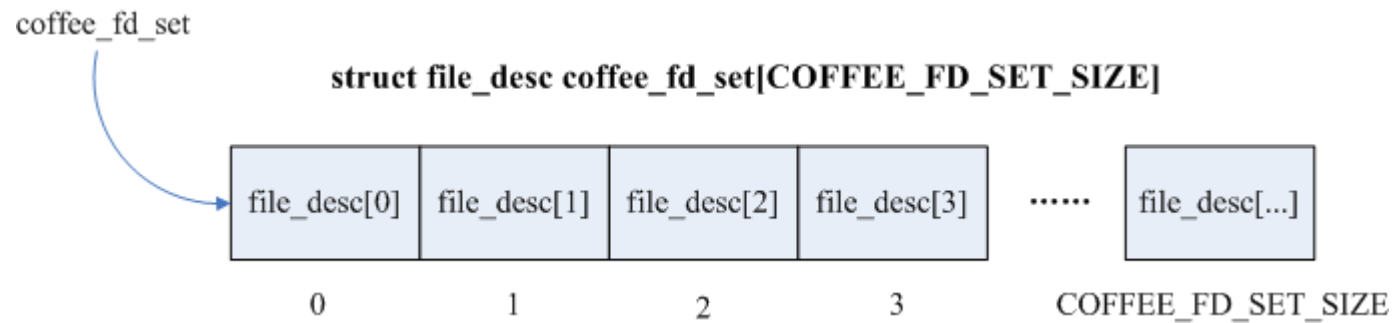 coffee_fd_set
struct file_desc coffee_fd_set[COFFEE_FD_SET_SIZE]
file_desc[0] file_desc[1] file_desc[2] file_desc[3] ...... file_desc[...]
0 1 2 3 COFFEE_FD_SET_SIZE